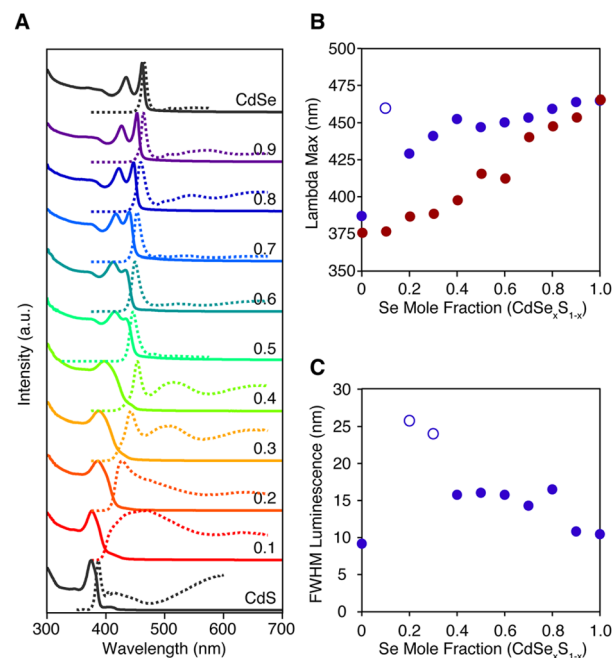 A
CdSe
0.9
0.8
0.7
0.6
0.5
0.4
0.3
0.2
0.1
CdS
Intensity (a.u.)
300 400 500 600 700
Wavelength (nm)
B
500
475
450
425
400
375
350
Lambda Max (nm)
0 0.2 0.4 0.6 0.8 1.0
Se Mole Fraction (CdSeₓS₁₋ₓ)
C
30
25
20
15
10
5
0
FWHM Luminescence (nm)
0 0.2 0.4 0.6 0.8 1.0
Se Mole Fraction (CdSeₓS₁₋ₓ)